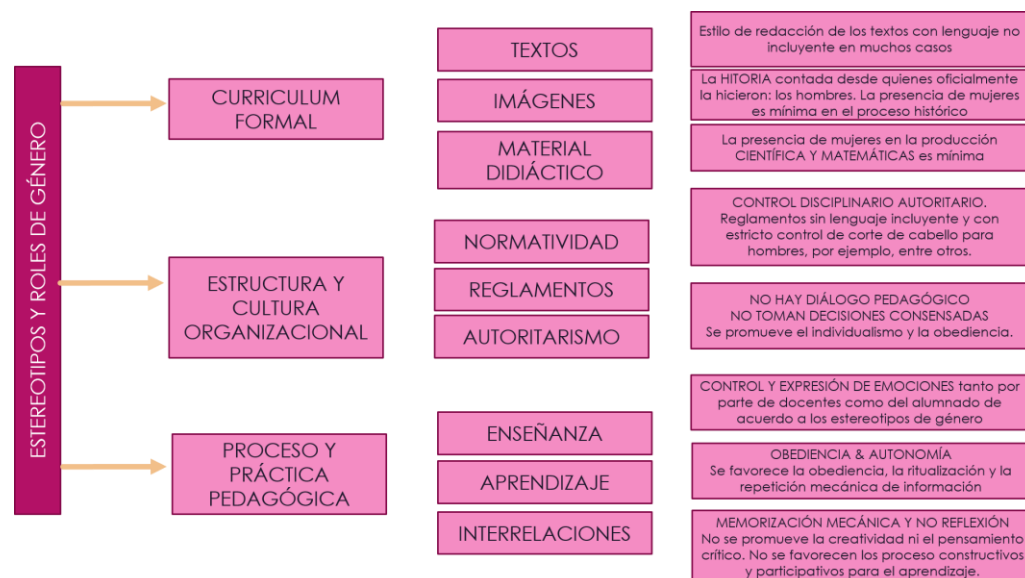 ESTEREOTIPOS Y ROLES DE GÉNERO
CURRICULUM
FORMAL
TEXTOS
IMÁGENES
MATERIAL
DIDIÁCTICO
Estilo de redacción de los textos con lenguaje no
incluyente en muchos casos
La HITORIA contada desde quienes oficialmente
la hicieron: los hombres. La presencia de mujeres
es mínima en el proceso histórico
La presencia de mujeres en la producción
CIENTÍFICA Y MATEMÁTICAS es mínima
ESTRUCTURA Y
CULTURA
ORGANIZACIONAL
NORMATIVIDAD
REGLAMENTOS
AUTORITARISMO
CONTROL DISCIPLINARIO AUTORITARIO.
Reglamentos sin lenguaje incluyente y con
estricto control de corte de cabello para
hombres, por ejemplo, entre otros.
NO HAY DIÁLOGO PEDAGÓGICO
NO TOMAN DECISIONES CONSENSADAS
Se promueve el individualismo y la obediencia.
PROCESO Y
PRÁCTICA
PEDAGÓGICA
ENSEÑANZA
APRENDIZAJE
INTERRELACIONES
CONTROL Y EXPRESIÓN DE EMOCIONES tanto por
parte de docentes como del alumnado de
acuerdo a los estereotipos de género
OBEDIENCIA & AUTONOMÍA
Se favorece la obediencia, la ritualización y la
repetición mecánica de información
MEMORIZACIÓN MECÁNICA Y NO REFLEXIÓN
No se promueve la creatividad ni el pensamiento
crítico. No se favorecen los proceso constructivos
y participativos para el aprendizaje.